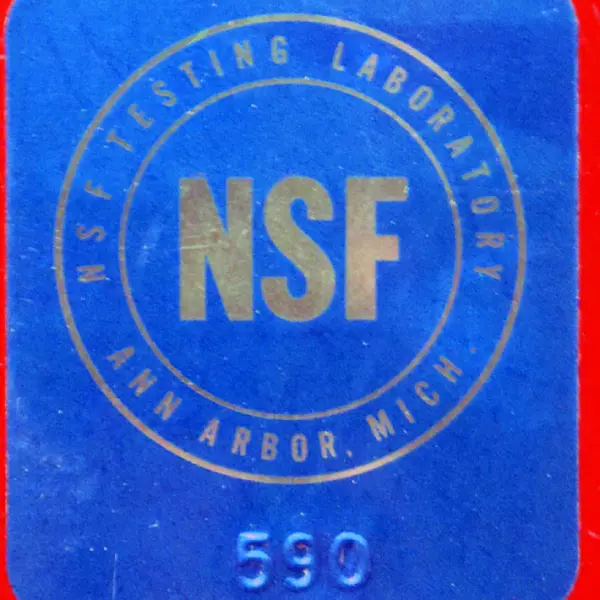 NSF TESTING LABORATORY
NSF
ANN ARBOR, MICH.
590